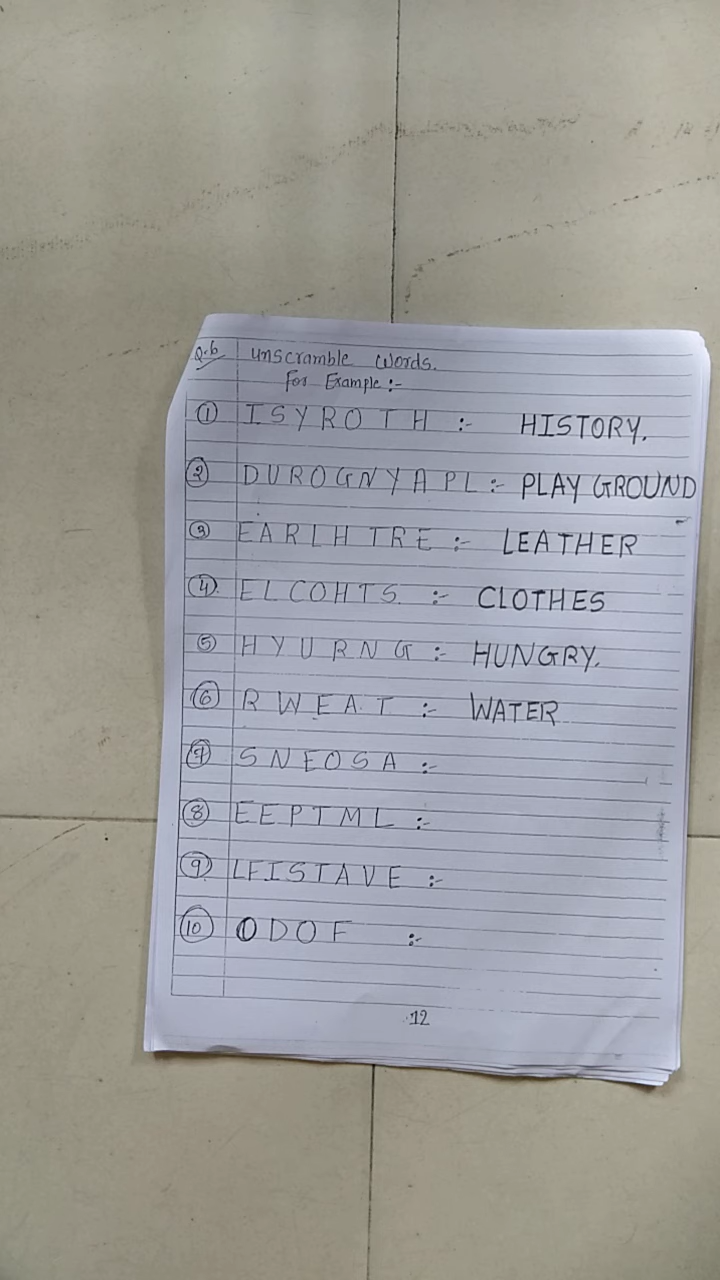 Q.6 unscramble words.
For Example :-
① ISYROTH :- HISTORY.
② DUROGNYAPL :- PLAY GROUND
③ EARLHTRE :- LEATHER
④ ELCOHTS :- CLOTHES
⑤ HYURNG :- HUNGRY.
⑥ RWEAT :- WATER
⑦ SNEOSA :-
⑧ EEPTML :-
⑨ LFISTAVE :-
⑩ ODOF :-
12